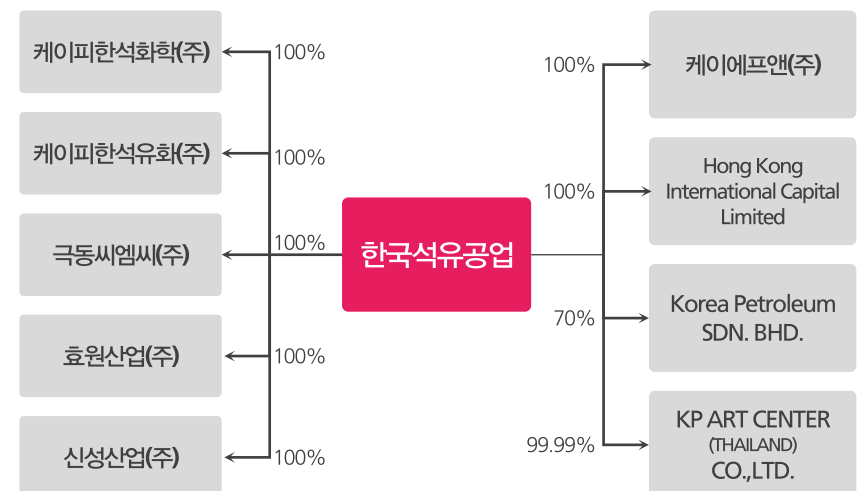 케이피한석화학(주)
100%
케이피한석유화(주)
100%
극동씨엠씨(주)
100%
효원산업(주)
100%
신성산업(주)
100%
한국석유공업
100%
케이에프앤(주)
100%
Hong Kong
International Capital
Limited
70%
Korea Petroleum
SDN. BHD.
99.99%
KP ART CENTER
(THAILAND)
CO.,LTD.